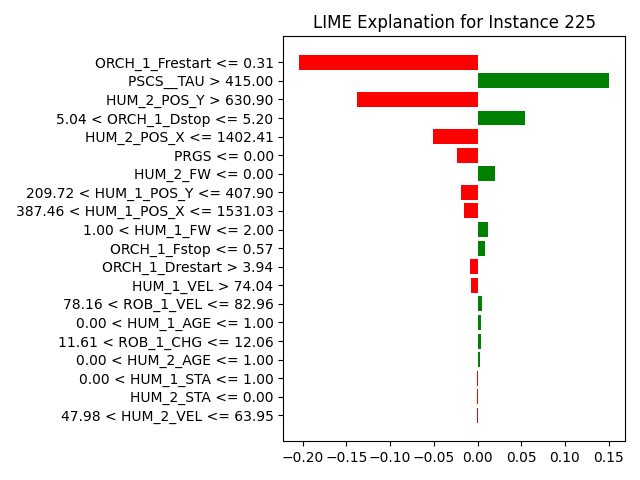 LIME Explanation for Instance 225
ORCH_1_Frestart <= 0.31
PSCS__TAU > 415.00
HUM_2_POS_Y > 630.90
5.04 < ORCH_1_Dstop <= 5.20
HUM_2_POS_X <= 1402.41
PRGS <= 0.00
HUM_2_FW <= 0.00
209.72 < HUM_1_POS_Y <= 407.90
387.46 < HUM_1_POS_X <= 1531.03
1.00 < HUM_1_FW <= 2.00
ORCH_1_Fstop <= 0.57
ORCH_1_Drestart > 3.94
HUM_1_VEL > 74.04
78.16 < ROB_1_VEL <= 82.96
0.00 < HUM_1_AGE <= 1.00
11.61 < ROB_1_CHG <= 12.06
0.00 < HUM_2_AGE <= 1.00
0.00 < HUM_1_STA <= 1.00
HUM_2_STA <= 0.00
47.98 < HUM_2_VEL <= 63.95
−0.20 −0.15 −0.10 −0.05 0.00 0.05 0.10 0.15